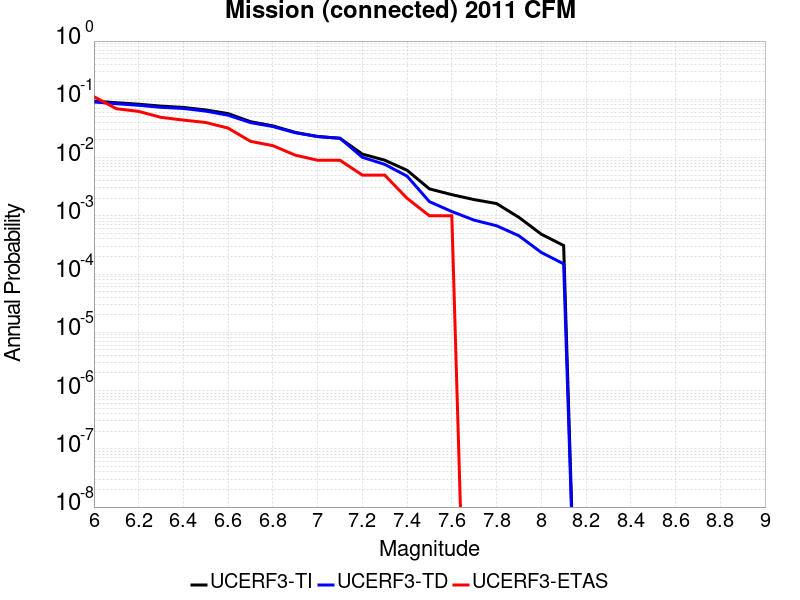 Mission (connected) 2011 CFM
10^0
10^-1
10^-2
10^-3
10^-4
10^-5
10^-6
10^-7
10^-8
Annual Probability
6 6.2 6.4 6.6 6.8 7 7.2 7.4 7.6 7.8 8 8.2 8.4 8.6 8.8 9
Magnitude
UCERF3-TI UCERF3-TD UCERF3-ETAS